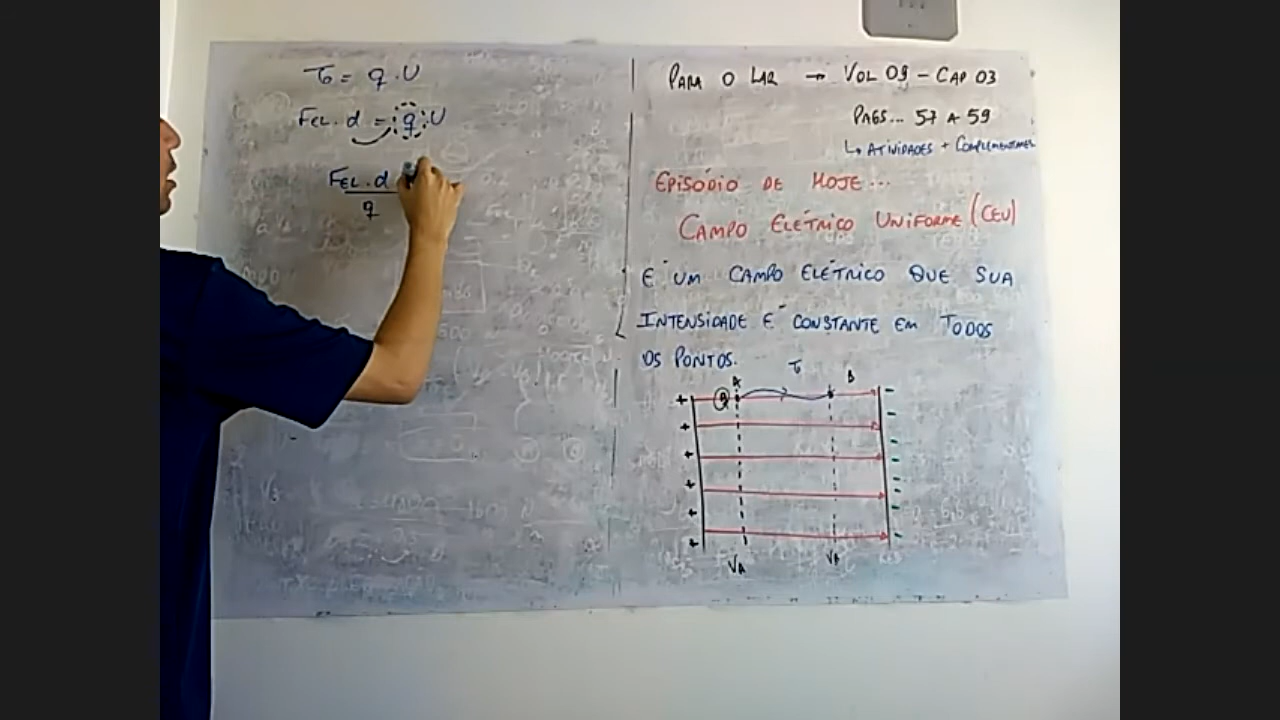 τ = q . U
FEL . d = q . U
FEL . d
q
PARA O LAR → VOL 09 - CAP 03
PAGS... 57 A 59
↳ ATIVIDADES + COMPLEMENTARES
EPISÓDIO DE HOJE...
CAMPO ELÉTRICO UNIFORME (CEU)
É UM CAMPO ELÉTRICO QUE SUA
INTENSIDADE É CONSTANTE EM TODOS
OS PONTOS.
τ
A B
q
+ -
+ -
+ -
+ -
+ -
+ -
VA VB